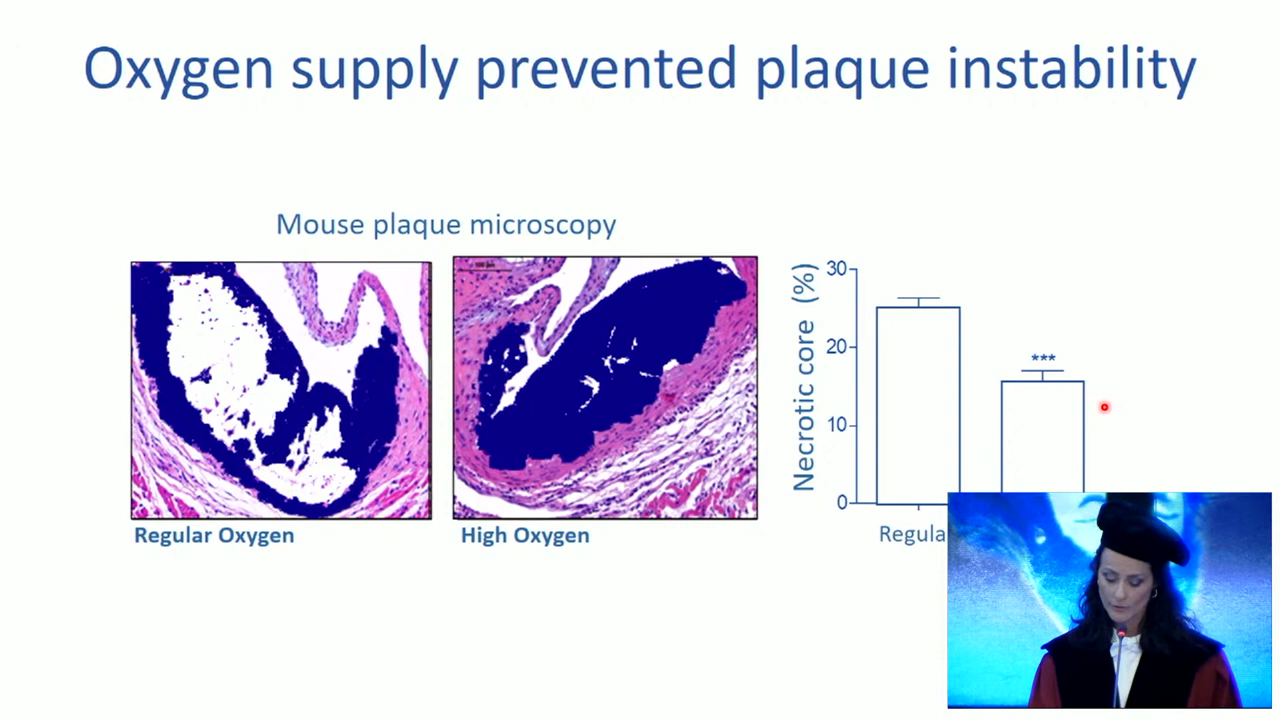 Oxygen supply prevented plaque instability
Mouse plaque microscopy
Regular Oxygen
High Oxygen
Necrotic core (%)
30
20
10
0
***
Regula